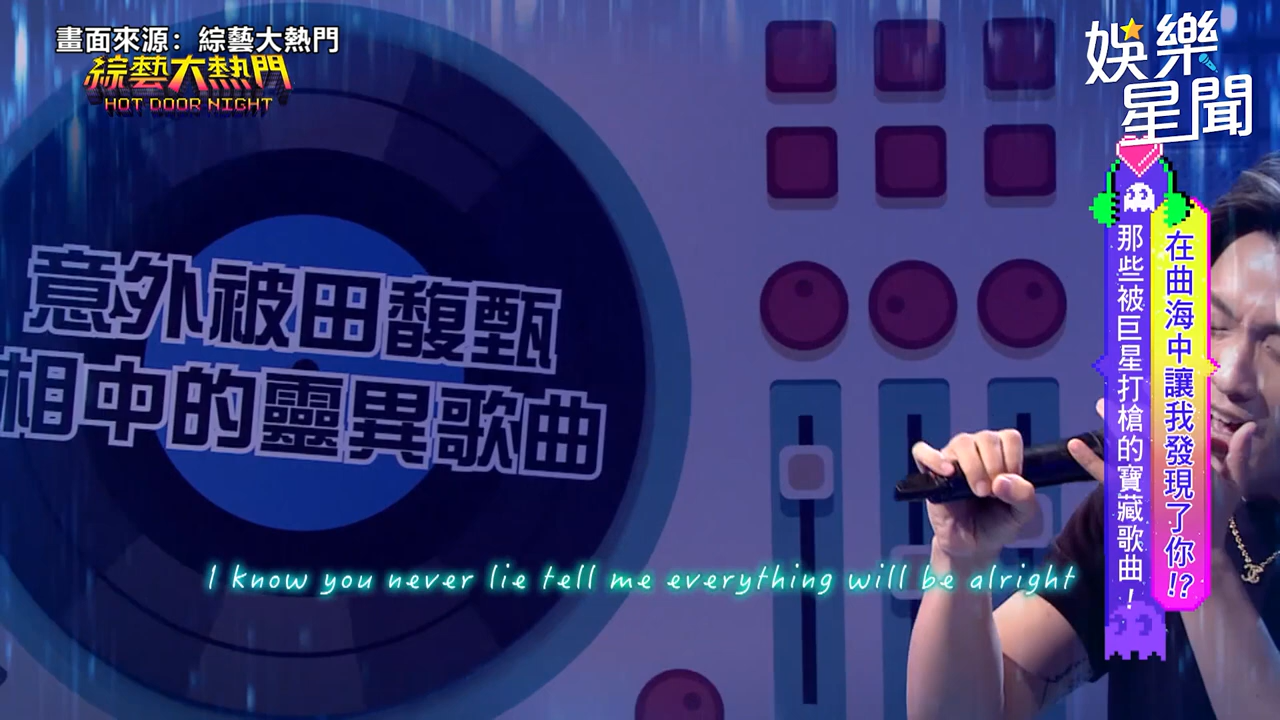 畫面來源：綜藝大熱門
綜藝大熱門
HOT DOOR NIGHT
娛樂
星聞
在曲海中讓我發現了你!?
那些被巨星打槍的寶藏歌曲！
意外被田馥甄
相中的靈異歌曲
I know you never lie tell me everything will be alright